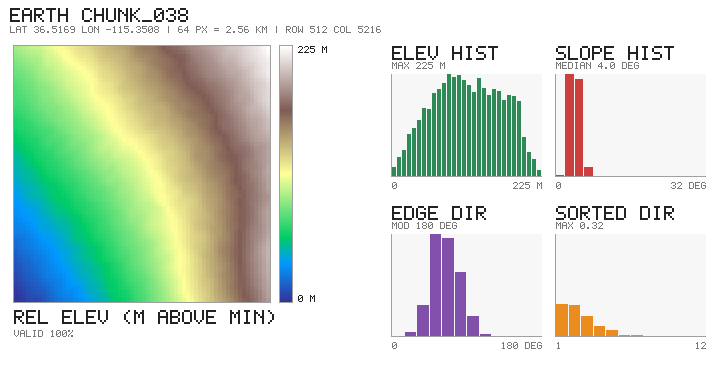 EARTH CHUNK_038
LAT 36.5169 LON -115.3508 | 64 PX = 2.56 KM | ROW 512 COL 5216
225 M
0 M
REL ELEV (M ABOVE MIN)
VALID 100%
ELEV HIST
MAX 225 M
0 225 M
SLOPE HIST
MEDIAN 4.0 DEG
0 32 DEG
EDGE DIR
MOD 180 DEG
0 180 DEG
SORTED DIR
MAX 0.32
1 12